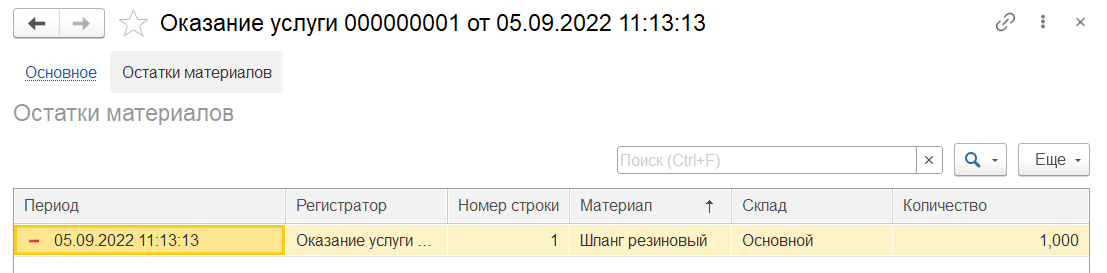 Оказание услуги 000000001 от 05.09.2022 11:13:13
Основное Остатки материалов
Остатки материалов
Поиск (Ctrl+F) Еще
Период Регистратор Номер строки Материал Склад Количество
05.09.2022 11:13:13 Оказание услуги ... 1 Шланг резиновый Основной 1,000